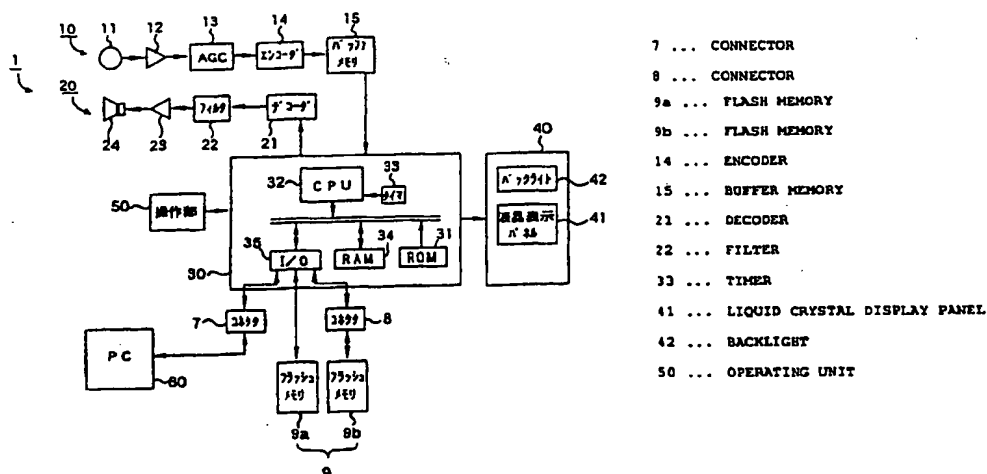 1
10
11
12
13
14
15
AGC
エンコーダ
バッファ
メモリ
20
24
23
22
21
フィルタ
デコーダ
40
バックライト
42
液晶表示
パネル
41
50
操作部
32
CPU
33
タイマ
35
I/O
RAM
34
ROM
31
30
7
コネクタ
コネクタ
8
PC
60
フラッシュ
メモリ
フラッシュ
メモリ
9a
9b
9
7 ... CONNECTOR
8 ... CONNECTOR
9a ... FLASH MEMORY
9b ... FLASH MEMORY
14 ... ENCODER
15 ... BUFFER MEMORY
21 ... DECODER
22 ... FILTER
33 ... TIMER
41 ... LIQUID CRYSTAL DISPLAY PANEL
42 ... BACKLIGHT
50 ... OPERATING UNIT